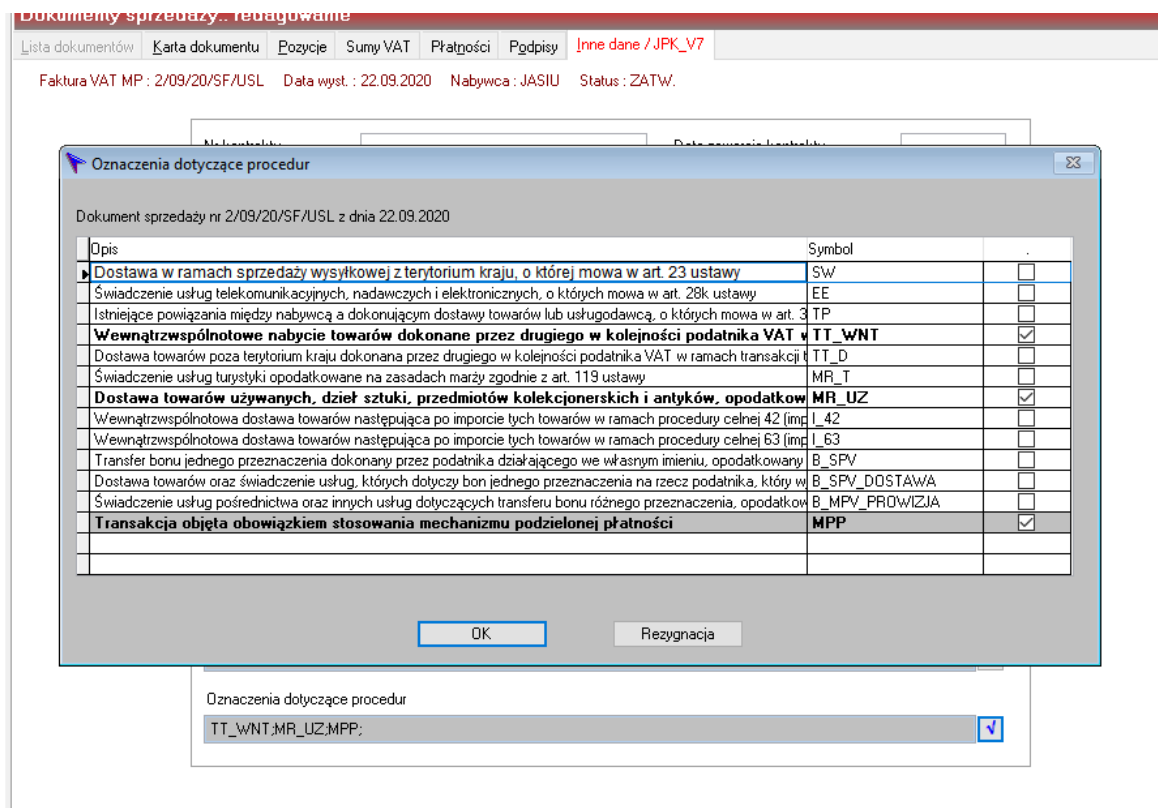 Dokumenty sprzedaży.. redagowanie
Lista dokumentów Karta dokumentu Pozycje Sumy VAT Płatności Podpisy Inne dane / JPK_V7
Faktura VAT MP : 2/09/20/SF/USL Data wyst. : 22.09.2020 Nabywca : JASIU Status : ZATW.
Oznaczenia dotyczące procedur
Dokument sprzedaży nr 2/09/20/SF/USL z dnia 22.09.2020
Opis Symbol .
Dostawa w ramach sprzedaży wysyłkowej z terytorium kraju, o której mowa w art. 23 ustawy SW
Świadczenie usług telekomunikacyjnych, nadawczych i elektronicznych, o których mowa w art. 28k ustawy EE
Istniejące powiązania między nabywcą a dokonującym dostawy towarów lub usługodawcą, o których mowa w art. 3 TP
Wewnątrzwspólnotowe nabycie towarów dokonane przez drugiego w kolejności podatnika VAT TT_WNT
Dostawa towarów poza terytorium kraju dokonana przez drugiego w kolejności podatnika VAT w ramach transakcji TT_D
Świadczenie usług turystyki opodatkowane na zasadach marży zgodnie z art. 119 ustawy MR_T
Dostawa towarów używanych, dzieł sztuki, przedmiotów kolekcjonerskich i antyków, opodatkow MR_UZ
Wewnątrzwspólnotowa dostawa towarów następująca po imporcie tych towarów w ramach procedury celnej 42 (imp I_42
Wewnątrzwspólnotowa dostawa towarów następująca po imporcie tych towarów w ramach procedury celnej 63 (imp I_63
Transfer bonu jednego przeznaczenia dokonany przez podatnika działającego we własnym imieniu, opodatkowany B_SPV
Dostawa towarów oraz świadczenie usług, których dotyczy bon jednego przeznaczenia na rzecz podatnika, który w B_SPV_DOSTAWA
Świadczenie usług pośrednictwa oraz innych usług dotyczących transferu bonu różnego przeznaczenia, opodatkow B_MPV_PROWIZJA
Transakcja objęta obowiązkiem stosowania mechanizmu podzielonej płatności MPP
OK Rezygnacja
Oznaczenia dotyczące procedur
TT_WNT;MR_UZ;MPP;